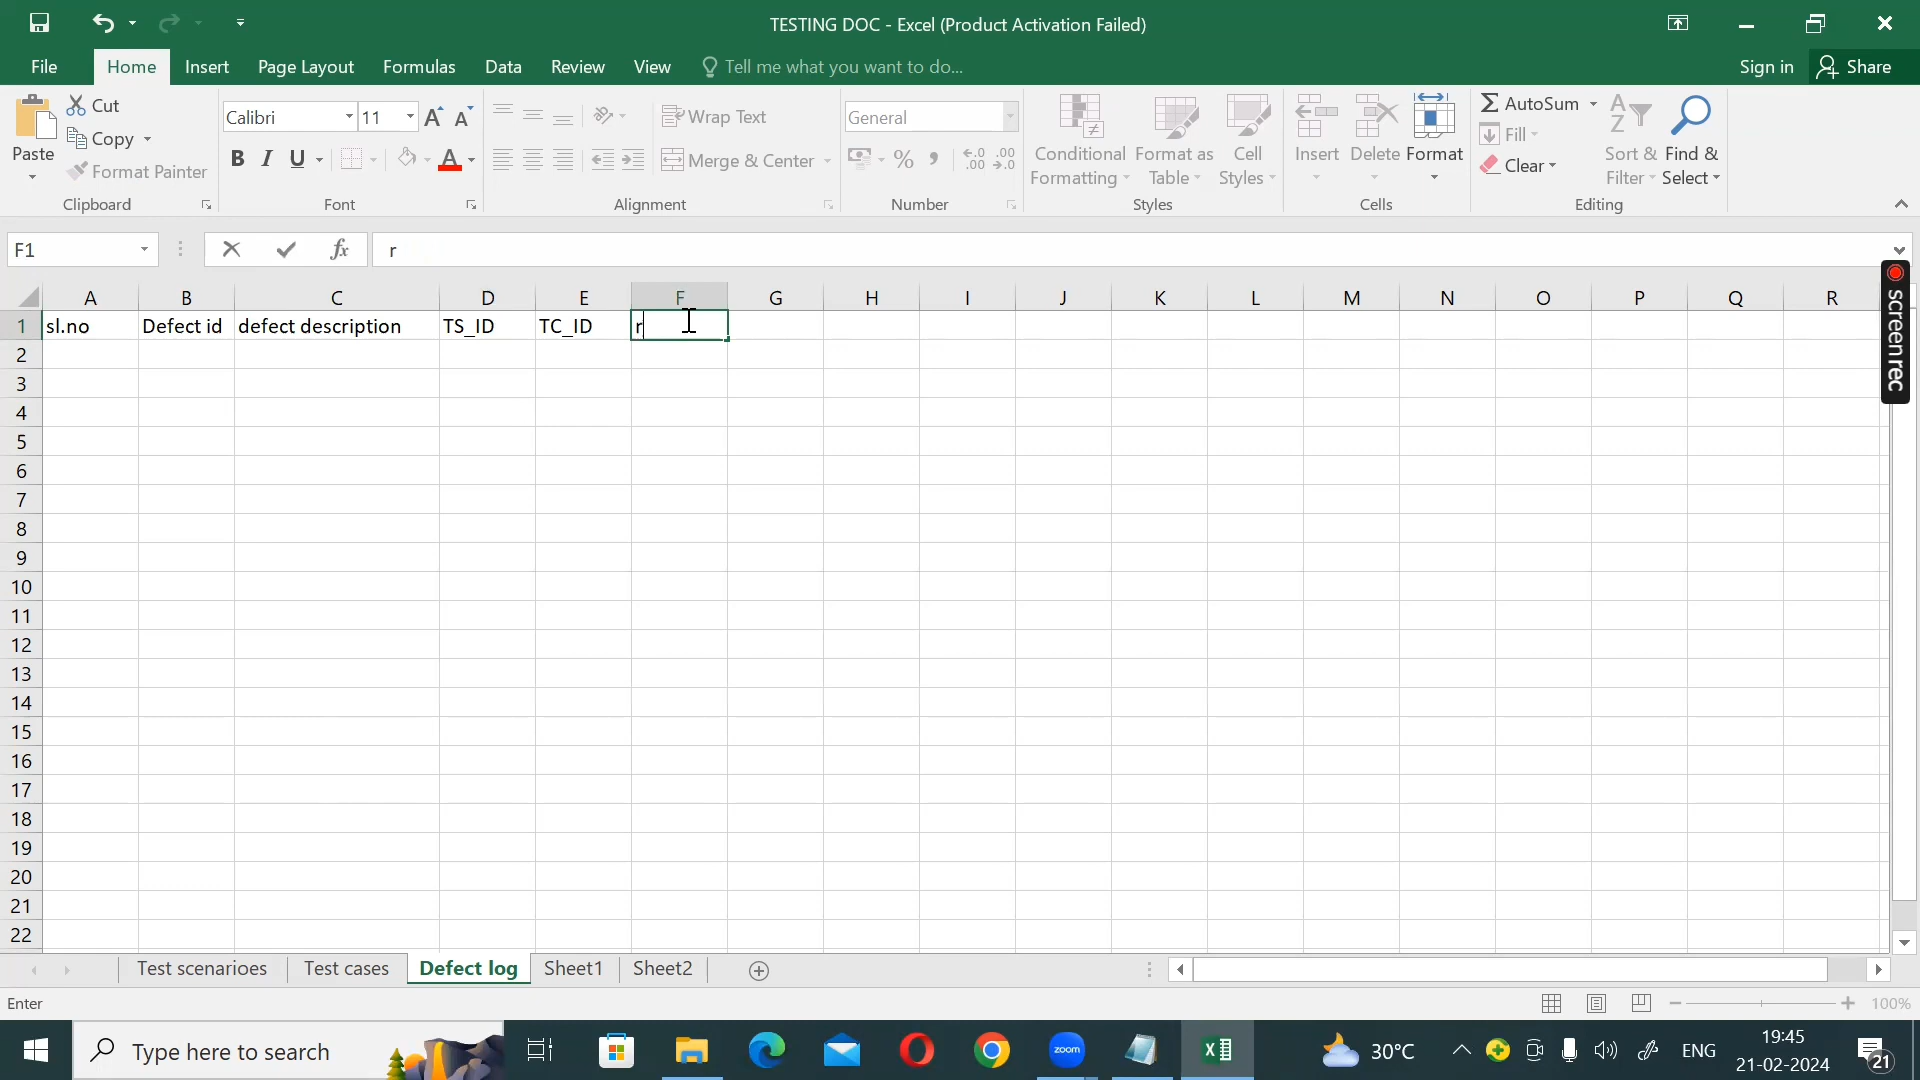 TESTING DOC - Excel (Product Activation Failed)
File Home Insert Page Layout Formulas Data Review View Tell me what you want to do... Sign in Share
Paste Cut Copy Format Painter Clipboard
Calibri 11 A A B I U A Font
Wrap Text Merge & Center Alignment
General % , Number
Conditional Formatting Format as Table Cell Styles Styles
Insert Delete Format Cells
AutoSum Fill Clear Sort & Filter Find & Select Editing
F1 fx r
A B C D E F G H I J K L M N O P Q R
1 sl.no Defect id defect description TS_ID TC_ID r
2
3
4
5
6
7
8
9
10
11
12
13
14
15
16
17
18
19
20
21
22
screenrec
Test scenarioes Test cases Defect log Sheet1 Sheet2
Enter 100%
Type here to search zoom 30°C ENG 19:45
21-02-2024 21